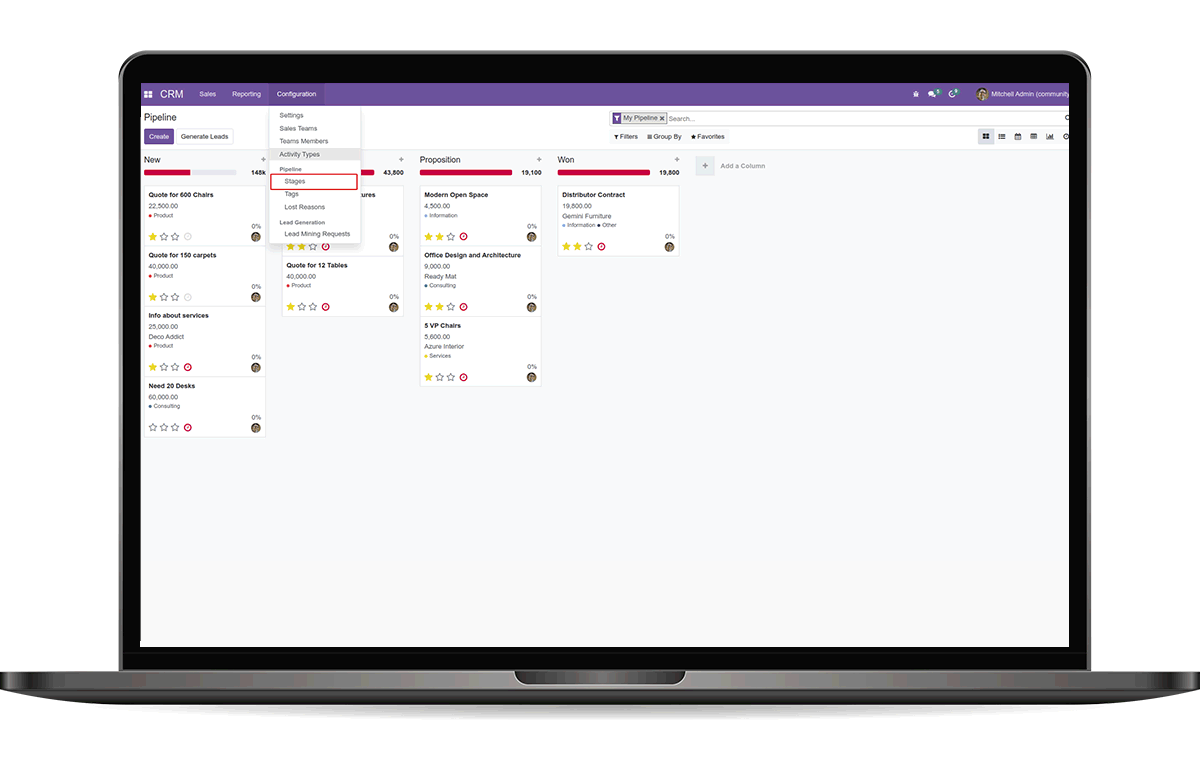 CRM Sales Reporting Configuration 5 6 Mitchell Admin (community
Pipeline
My Pipeline × Search...
Create Generate Leads
Filters Group By Favorites
Settings
Sales Teams
Teams Members
Activity Types
Pipeline
Stages
Tags
Lost Reasons
Lead Generation
Lead Mining Requests
New +
148k
Quote for 600 Chairs
22,500.00
Product
0%
Quote for 150 carpets
40,000.00
Product
0%
Info about services
25,000.00
Deco Addict
Product
0%
Need 20 Desks
60,000.00
Consulting
0%
+
43,800
ures
0%
Quote for 12 Tables
40,000.00
Product
0%
Proposition +
19,100
Modern Open Space
4,500.00
Information
0%
Office Design and Architecture
9,000.00
Ready Mat
Consulting
0%
5 VP Chairs
5,600.00
Azure Interior
Services
0%
Won +
19,800
Distributor Contract
19,800.00
Gemini Furniture
Information Other
0%
+ Add a Column